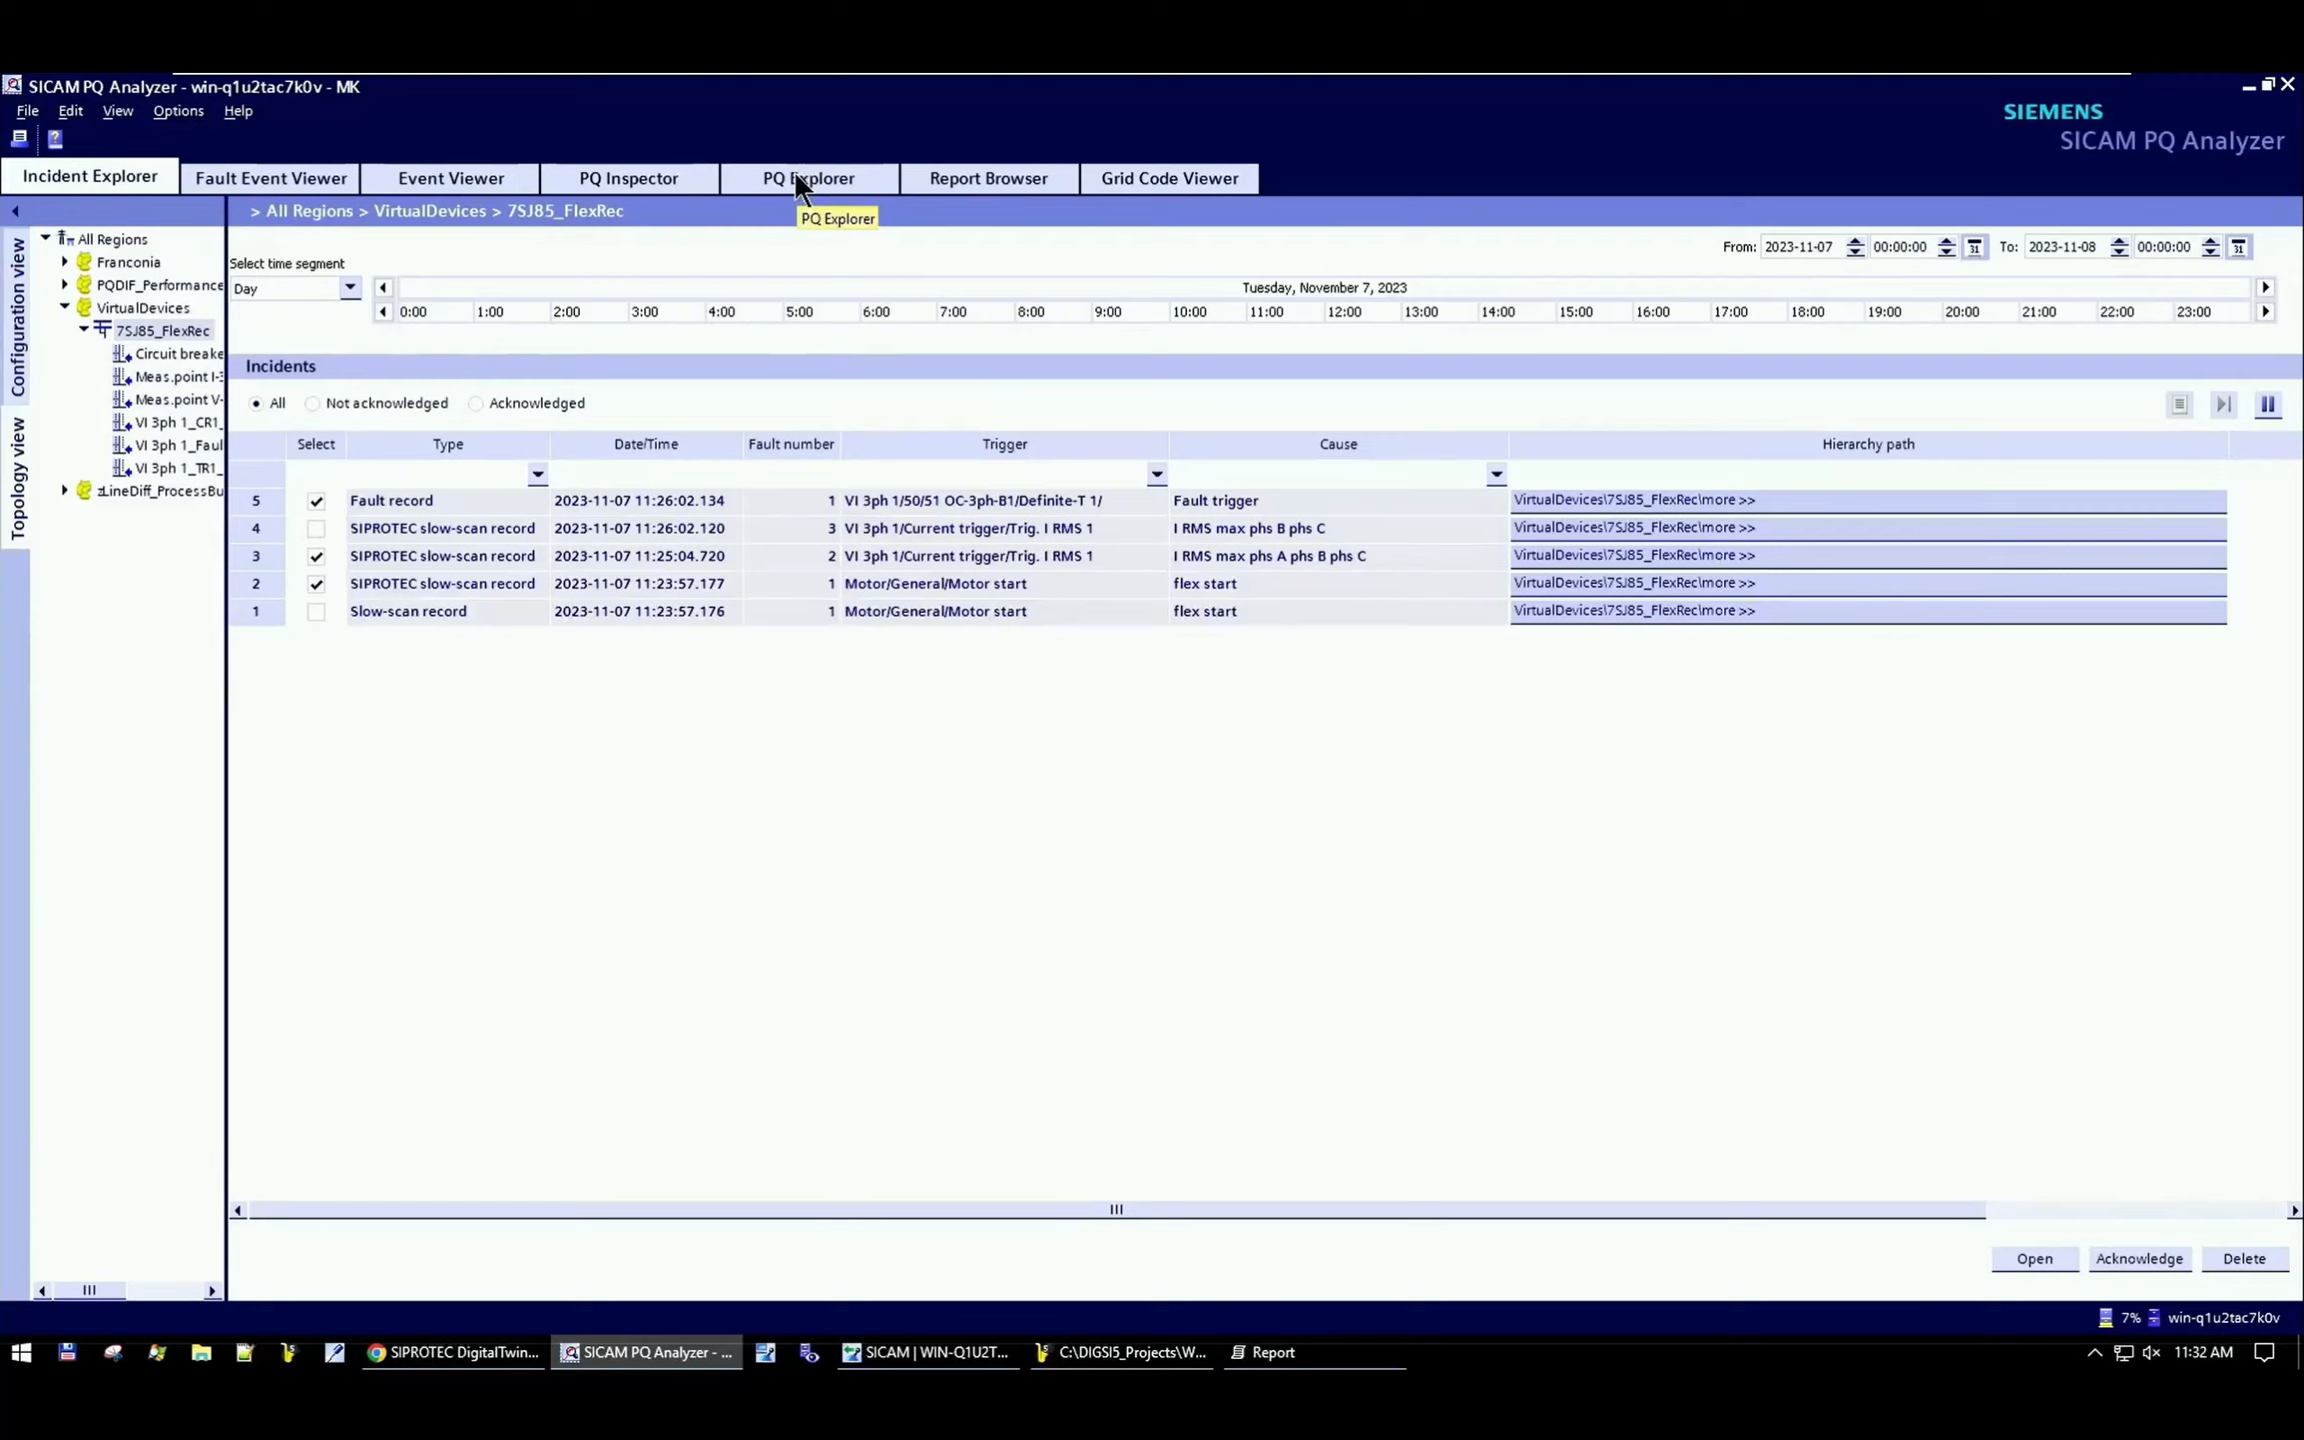 SICAM PQ Analyzer - win-q1u2tac7k0v - MK
File Edit View Options Help
SIEMENS
SICAM PQ Analyzer
Incident Explorer Fault Event Viewer Event Viewer PQ Inspector PQ Explorer Report Browser Grid Code Viewer
> All Regions > VirtualDevices > 7SJ85_FlexRec
PQ Explorer
Configuration view
Topology view
All Regions
Franconia
PQDIF_Performance
VirtualDevices
7SJ85_FlexRec
Circuit breake
Meas.point I-3
Meas.point V-
VI 3ph 1_CR1_
VI 3ph 1_Faul
VI 3ph 1_TR1_
zLineDiff_ProcessBu
From: 2023-11-07 00:00:00 31 To: 2023-11-08 00:00:00 31
Select time segment
Day Tuesday, November 7, 2023
0:00 1:00 2:00 3:00 4:00 5:00 6:00 7:00 8:00 9:00 10:00 11:00 12:00 13:00 14:00 15:00 16:00 17:00 18:00 19:00 20:00 21:00 22:00 23:00
Incidents
All Not acknowledged Acknowledged
Select Type Date/Time Fault number Trigger Cause Hierarchy path
5 Fault record 2023-11-07 11:26:02.134 1 VI 3ph 1/50/51 OC-3ph-B1/Definite-T 1/ Fault trigger VirtualDevices\7SJ85_FlexRec\more >>
4 SIPROTEC slow-scan record 2023-11-07 11:26:02.120 3 VI 3ph 1/Current trigger/Trig. I RMS 1 I RMS max phs B phs C VirtualDevices\7SJ85_FlexRec\more >>
3 SIPROTEC slow-scan record 2023-11-07 11:25:04.720 2 VI 3ph 1/Current trigger/Trig. I RMS 1 I RMS max phs A phs B phs C VirtualDevices\7SJ85_FlexRec\more >>
2 SIPROTEC slow-scan record 2023-11-07 11:23:57.177 1 Motor/General/Motor start flex start VirtualDevices\7SJ85_FlexRec\more >>
1 Slow-scan record 2023-11-07 11:23:57.176 1 Motor/General/Motor start flex start VirtualDevices\7SJ85_FlexRec\more >>
Open Acknowledge Delete
7% win-q1u2tac7k0v
SIPROTEC DigitalTwin... SICAM PQ Analyzer - ... SICAM | WIN-Q1U2T... C:\DIGSI5_Projects\W... Report 11:32 AM